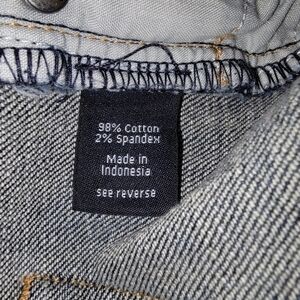 98% Cotton
2% Spandex
Made in
Indonesia
see reverse